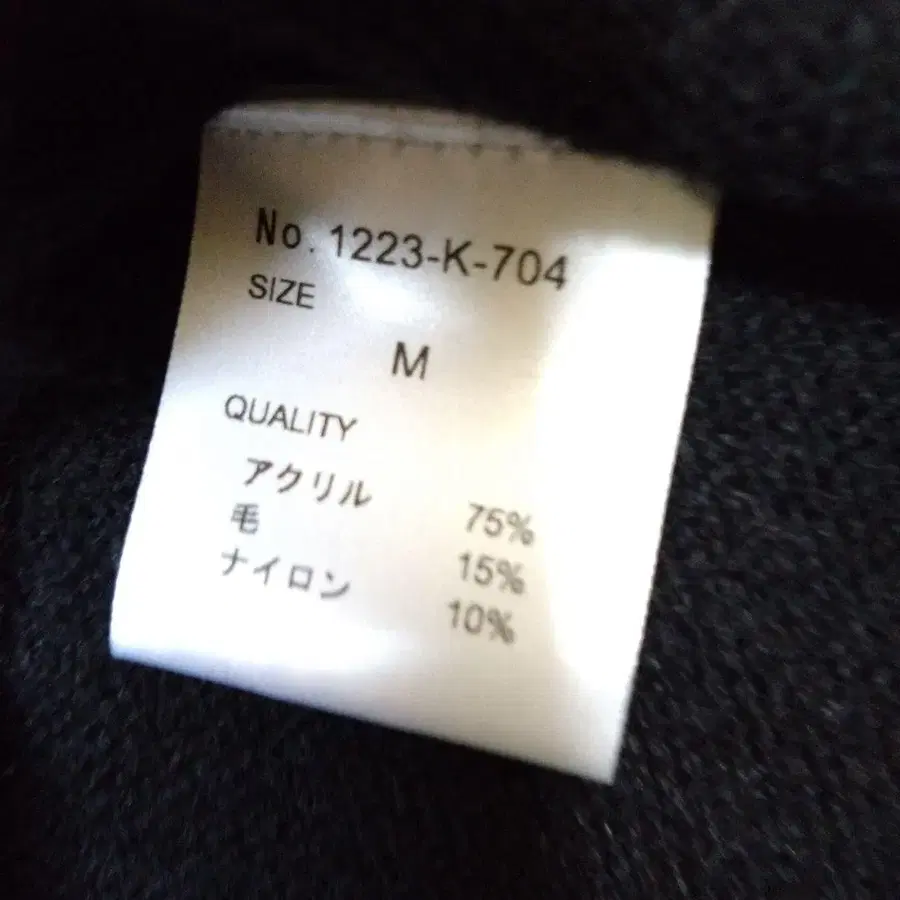 No. 1223-K-704
SIZE
M
QUALITY
アクリル 75%
毛 15%
ナイロン 10%